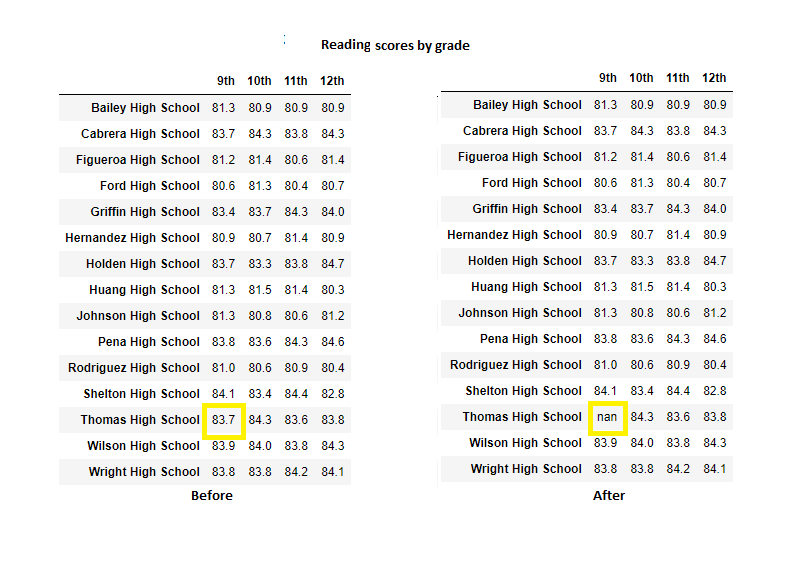 Reading scores by grade
9th 10th 11th 12th
Bailey High School 81.3 80.9 80.9 80.9
Cabrera High School 83.7 84.3 83.8 84.3
Figueroa High School 81.2 81.4 80.6 81.4
Ford High School 80.6 81.3 80.4 80.7
Griffin High School 83.4 83.7 84.3 84.0
Hernandez High School 80.9 80.7 81.4 80.9
Holden High School 83.7 83.3 83.8 84.7
Huang High School 81.3 81.5 81.4 80.3
Johnson High School 81.3 80.8 80.6 81.2
Pena High School 83.8 83.6 84.3 84.6
Rodriguez High School 81.0 80.6 80.9 80.4
Shelton High School 84.1 83.4 84.4 82.8
Thomas High School 83.7 84.3 83.6 83.8
Wilson High School 83.9 84.0 83.8 84.3
Wright High School 83.8 83.8 84.2 84.1
Before
9th 10th 11th 12th
Bailey High School 81.3 80.9 80.9 80.9
Cabrera High School 83.7 84.3 83.8 84.3
Figueroa High School 81.2 81.4 80.6 81.4
Ford High School 80.6 81.3 80.4 80.7
Griffin High School 83.4 83.7 84.3 84.0
Hernandez High School 80.9 80.7 81.4 80.9
Holden High School 83.7 83.3 83.8 84.7
Huang High School 81.3 81.5 81.4 80.3
Johnson High School 81.3 80.8 80.6 81.2
Pena High School 83.8 83.6 84.3 84.6
Rodriguez High School 81.0 80.6 80.9 80.4
Shelton High School 84.1 83.4 84.4 82.8
Thomas High School nan 84.3 83.6 83.8
Wilson High School 83.9 84.0 83.8 84.3
Wright High School 83.8 83.8 84.2 84.1
After